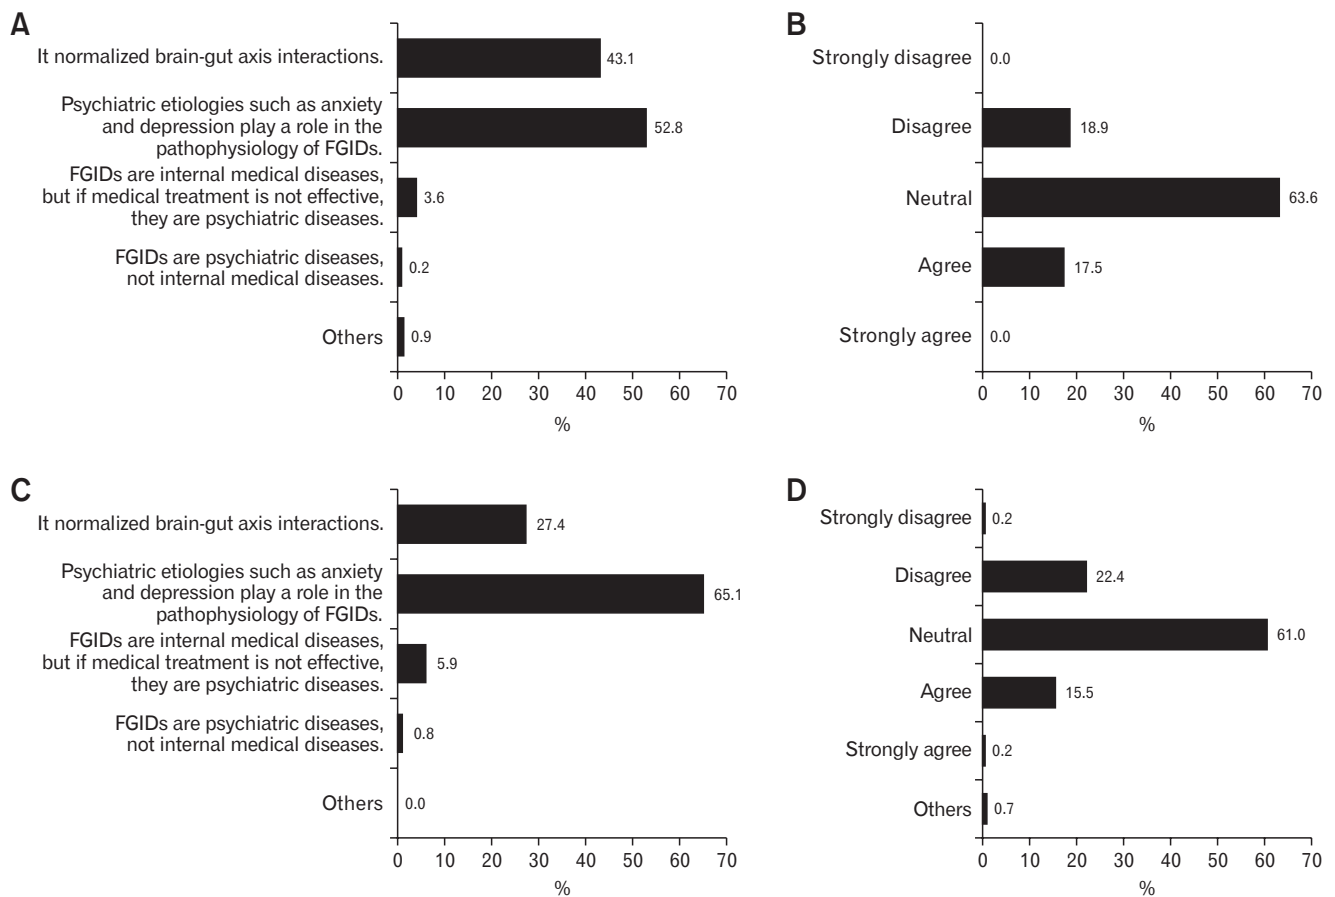 A
It normalized brain-gut axis interactions.
43.1
Psychiatric etiologies such as anxiety
and depression play a role in the
pathophysiology of FGIDs.
52.8
FGIDs are internal medical diseases,
but if medical treatment is not effective,
they are psychiatric diseases.
3.6
FGIDs are psychiatric diseases,
not internal medical diseases.
0.2
Others
0.9
0 10 20 30 40 50 60 70
%
B
Strongly disagree
0.0
Disagree
18.9
Neutral
63.6
Agree
17.5
Strongly agree
0.0
0 10 20 30 40 50 60 70
%
C
It normalized brain-gut axis interactions.
27.4
Psychiatric etiologies such as anxiety
and depression play a role in the
pathophysiology of FGIDs.
65.1
FGIDs are internal medical diseases,
but if medical treatment is not effective,
they are psychiatric diseases.
5.9
FGIDs are psychiatric diseases,
not internal medical diseases.
0.8
Others
0.0
0 10 20 30 40 50 60 70
%
D
Strongly disagree
0.2
Disagree
22.4
Neutral
61.0
Agree
15.5
Strongly agree
0.2
Others
0.7
0 10 20 30 40 50 60 70
%